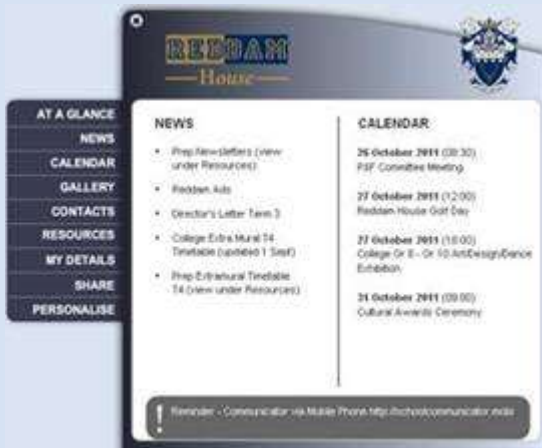 REDDAM
House
AT A GLANCE
NEWS
CALENDAR
GALLERY
CONTACTS
RESOURCES
MY DETAILS
SHARE
PERSONALISE
NEWS
• Prep Newsletters (view
under Resources)
• Reddam Ads
• Director's Letter Term 3
• College Extra Mural T4
Timetable (updated 1 Sept)
• Prep Extramural Timetable
T4 (view under Resources)
CALENDAR
26 October 2011 (08:30)
PSF Committee Meeting
27 October 2011 (12:00)
Reddam House Golf Day
27 October 2011 (18:00)
College Gr 8 - Gr 10 Art/Design/Dance
Exhibition
31 October 2011 (09:00)
Cultural Awards Ceremony
! Reminder - Communicator via Mobile Phone http://schoolcommunicator.mobi